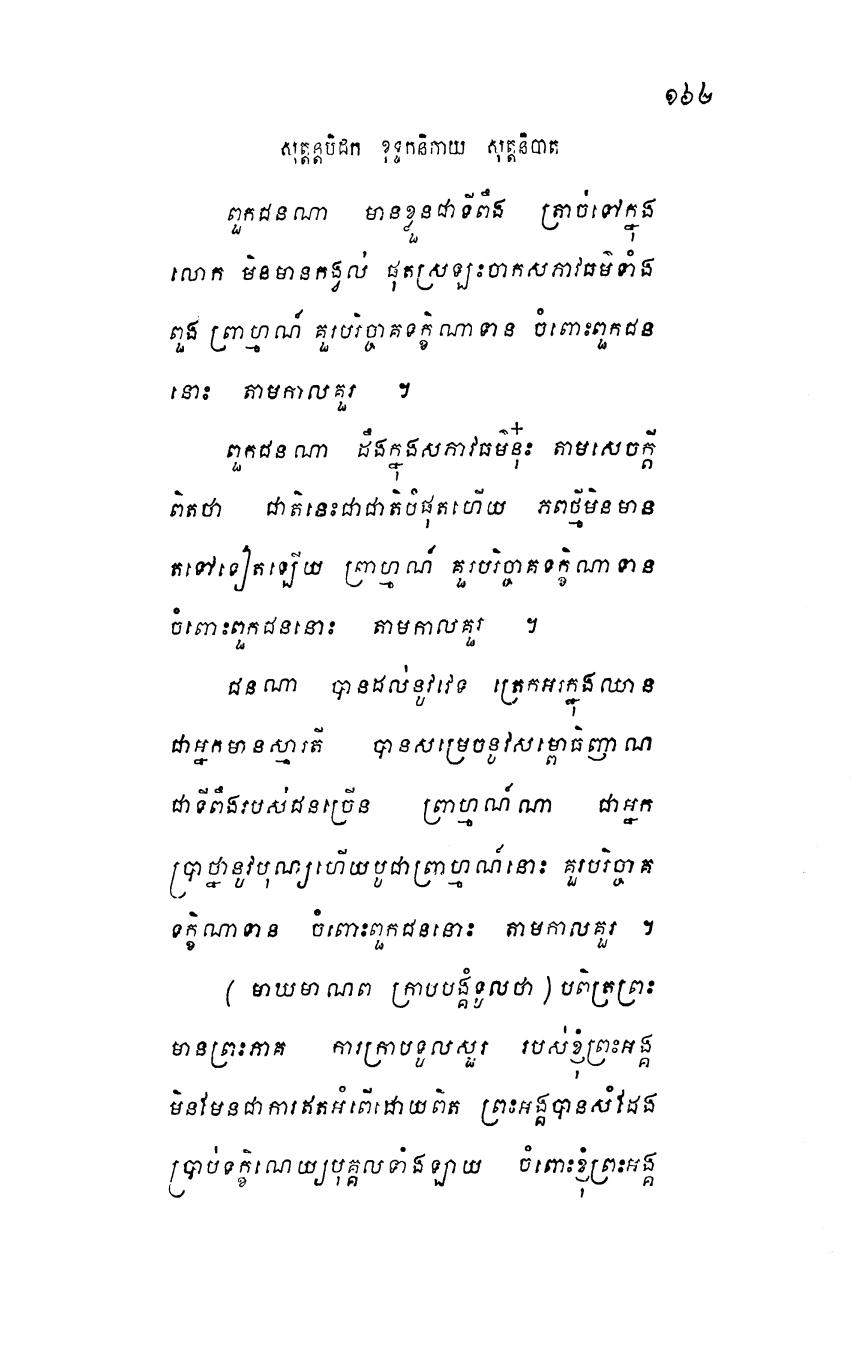 ១៦៤
សុត្តន្តបិដក ខុទ្ទកនិកាយ សុត្តនិបាត
ពួកជនណា មានខ្លួនជាទីពឹង ត្រាច់ទៅក្នុង
លោក មិនមានកង្វល់ ផុតស្រឡះចាកសភាវធម៌ទាំង
ពួង ព្រាហ្មណ៍ គួរបរិច្ចាគទក្ខិណាទាន ចំពោះពួកជន
នោះ តាមកាលគួរ ។
ពួកជនណា ដឹងក្នុងសភាវធម៌នុ៎ះ+ តាមសេចក្តី
ពិតថា ជាតិនេះជាជាតិបំផុតហើយ ភពថ្មីមិនមាន
តទៅទៀតឡើយ ព្រាហ្មណ៍ គួរបរិច្ចាគទក្ខិណាទាន
ចំពោះពួកជននោះ តាមកាលគួរ ។
ជនណា បានដល់នូវវេទ ត្រេកអរក្នុងឈាន
ជាអ្នកមានស្មារតី បានសម្រេចនូវសម្ពោធិញាណ
ជាទីពឹងរបស់ជនច្រើន ព្រាហ្មណ៍ណា ជាអ្នក
ប្រាថ្នានូវបុណ្យហើយបូជាព្រាហ្មណ៍នោះ គួរបរិច្ចាគ
ទក្ខិណាទាន ចំពោះពួកជននោះ តាមកាលគួរ ។
( មាឃមាណព ក្រាបបង្គំទូលថា ) បពិត្រព្រះ
មានព្រះភាគ ការក្រាបទូលសួរ របស់ខ្ញុំព្រះអង្គ
មិនមែនជាការឥតអំពើដោយពិត ព្រះអង្គបានសំដែង
ប្រាប់ទក្ខិណេយ្យបុគ្គលទាំងឡាយ ចំពោះខ្ញុំព្រះអង្គ